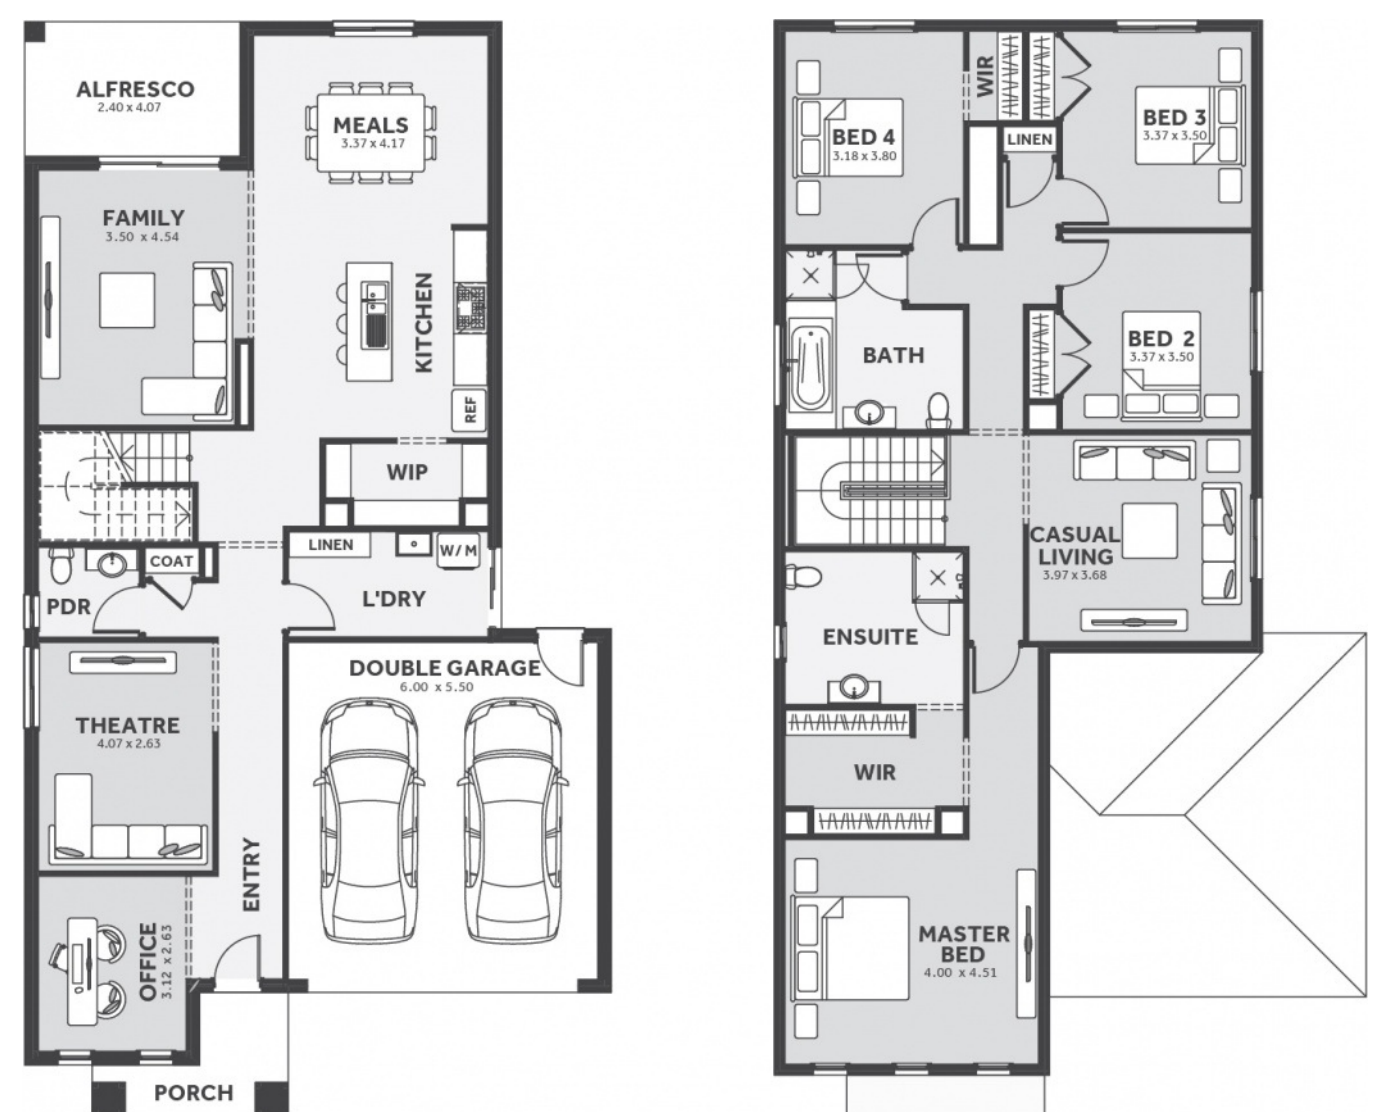 ALFRESCO
2.40 x 4.07
MEALS
3.37 x 4.17
FAMILY
3.50 x 4.54
KITCHEN
REF
WIP
LINEN
W/M
COAT
PDR
L'DRY
DOUBLE GARAGE
6.00 x 5.50
THEATRE
4.07 x 2.63
ENTRY
OFFICE
3.12 x 2.63
PORCH
BED 4
3.18 x 3.80
WIR
LINEN
BED 3
3.37 x 3.50
BED 2
3.37 x 3.50
BATH
CASUAL
LIVING
3.97 x 3.68
ENSUITE
WIR
MASTER
BED
4.00 x 4.51